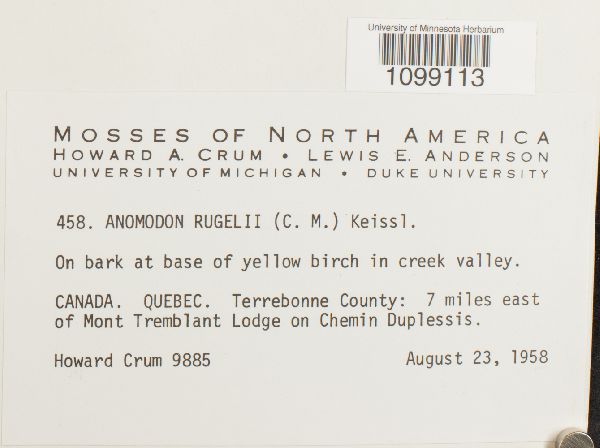 University of Minnesota Herbarium
1099113
MOSSES OF NORTH AMERICA
HOWARD A. CRUM • LEWIS E. ANDERSON
UNIVERSITY OF MICHIGAN • DUKE UNIVERSITY
458. ANOMODON RUGELII (C. M.) Keissl.
On bark at base of yellow birch in creek valley.
CANADA. QUEBEC. Terrebonne County: 7 miles east
of Mont Tremblant Lodge on Chemin Duplessis.
Howard Crum 9885 August 23, 1958